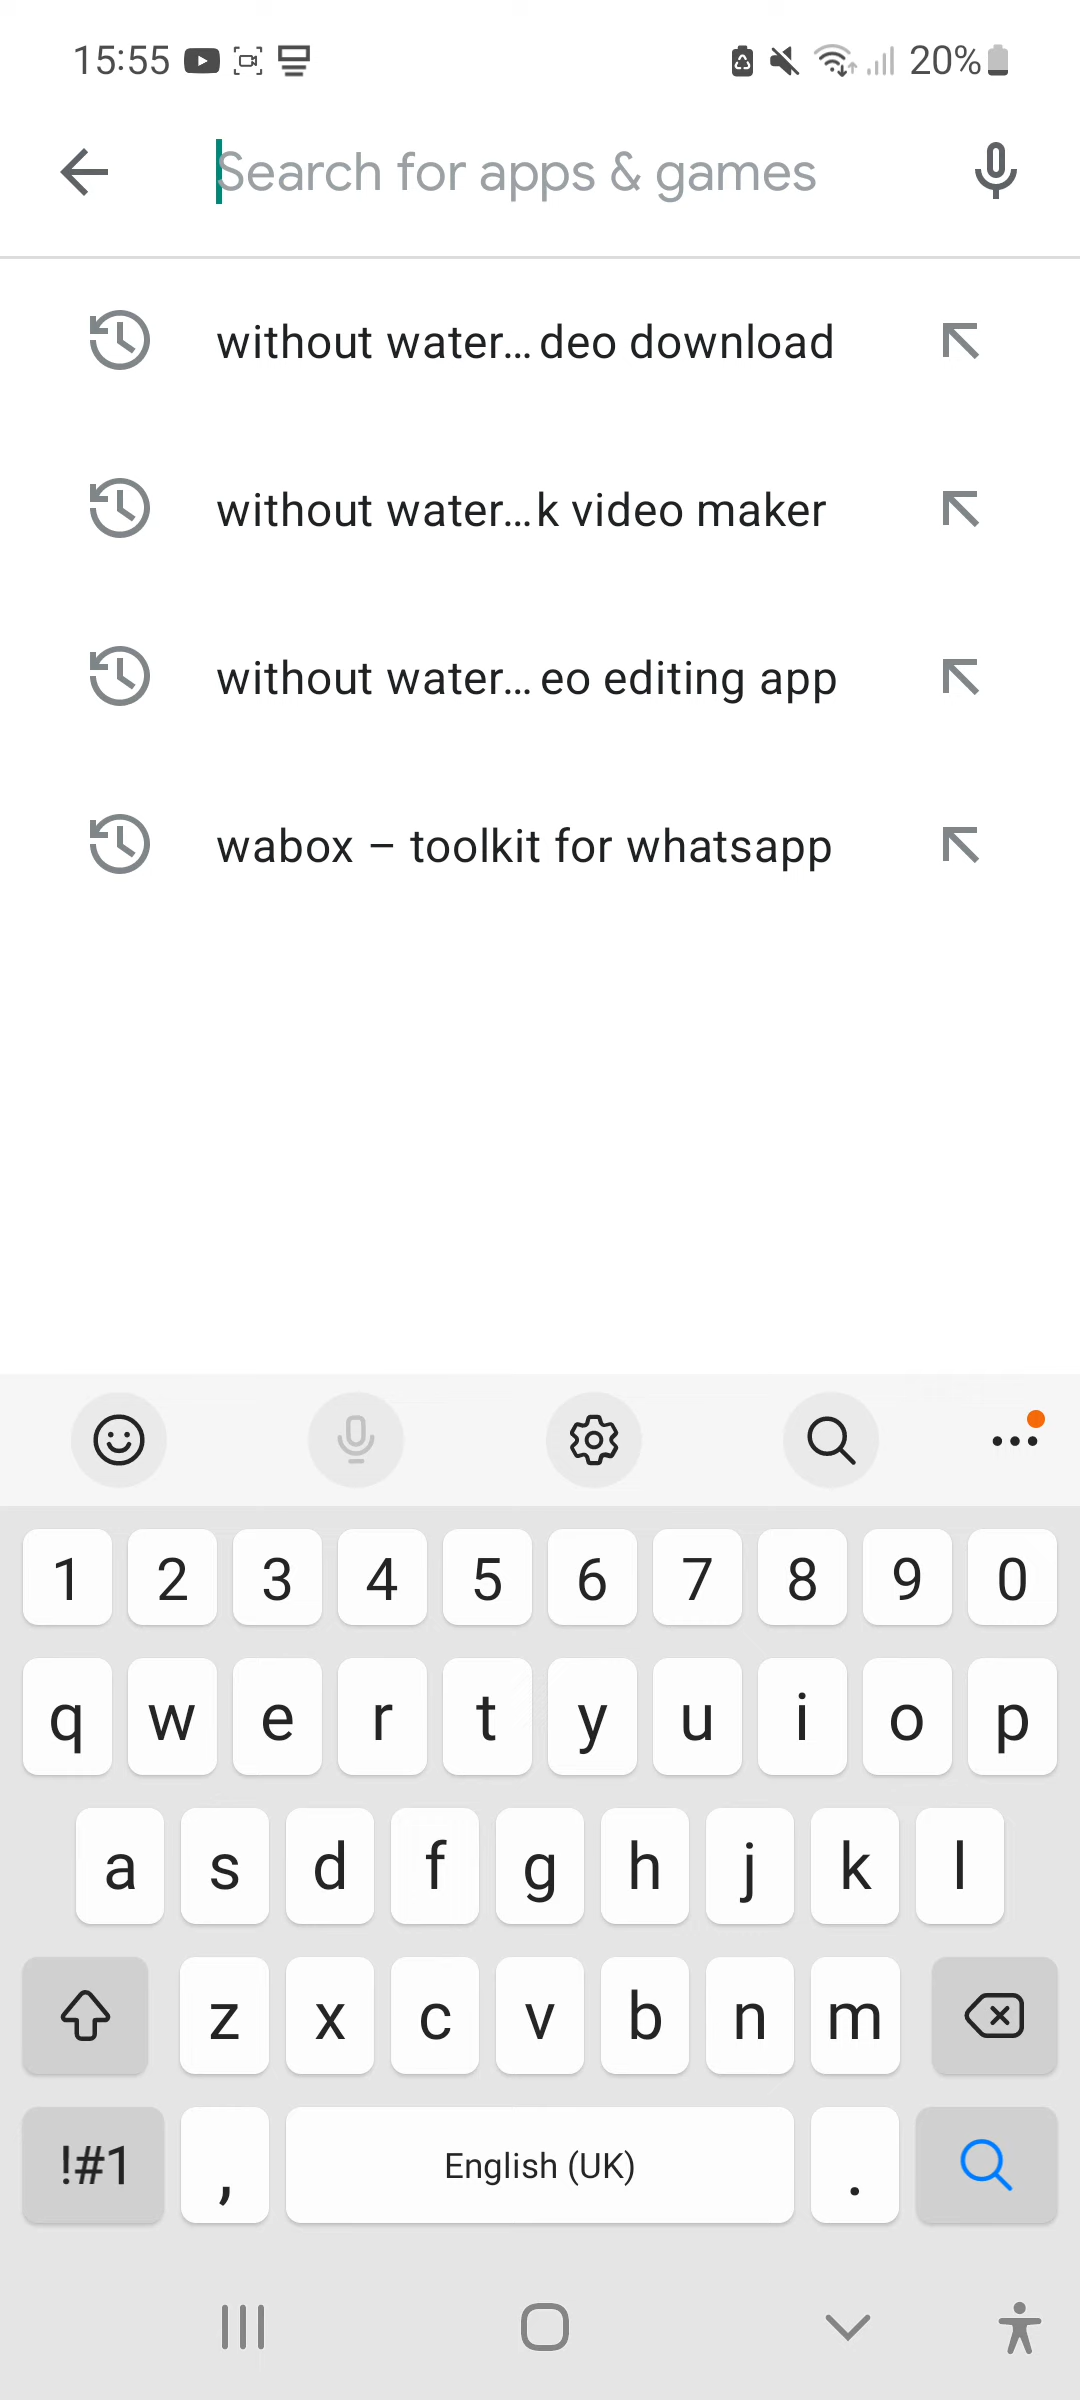 15:55 20%
Search for apps & games
without water... deo download
without water...k video maker
without water... eo editing app
wabox – toolkit for whatsapp
1 2 3 4 5 6 7 8 9 0
q w e r t y u i o p
a s d f g h j k l
z x c v b n m
!#1 , English (UK) .